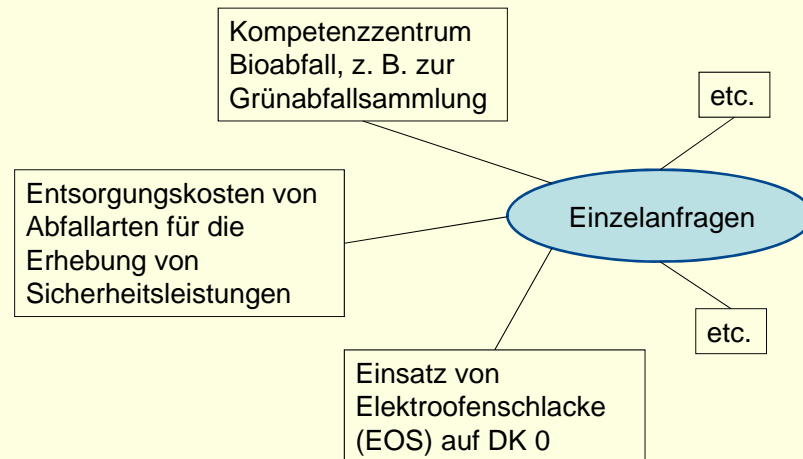 Kompetenzzentrum
Bioabfall, z. B. zur
Grünabfallsammlung
etc.
Entsorgungskosten von
Abfallarten für die
Erhebung von
Sicherheitsleistungen
Einzelanfragen
etc.
Einsatz von
Elektroofenschlacke
(EOS) auf DK 0